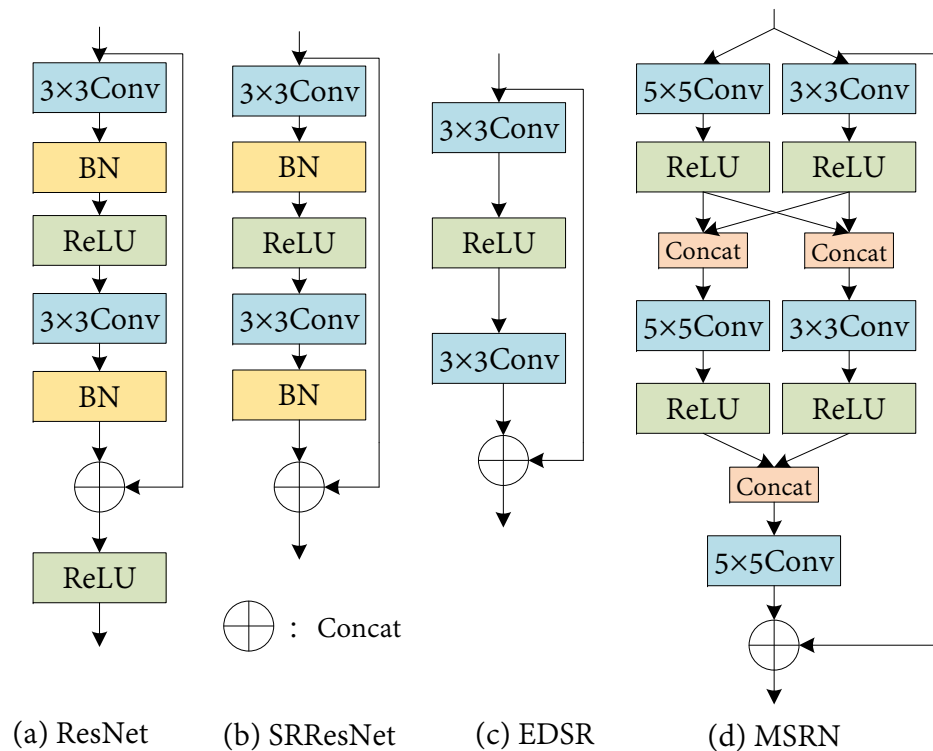 3×3Conv
BN
ReLU
3×3Conv
BN
ReLU
(a) ResNet
3×3Conv
BN
ReLU
3×3Conv
BN
: Concat
(b) SRResNet
3×3Conv
ReLU
3×3Conv
(c) EDSR
5×5Conv 3×3Conv
ReLU ReLU
Concat Concat
5×5Conv 3×3Conv
ReLU ReLU
Concat
5×5Conv
(d) MSRN